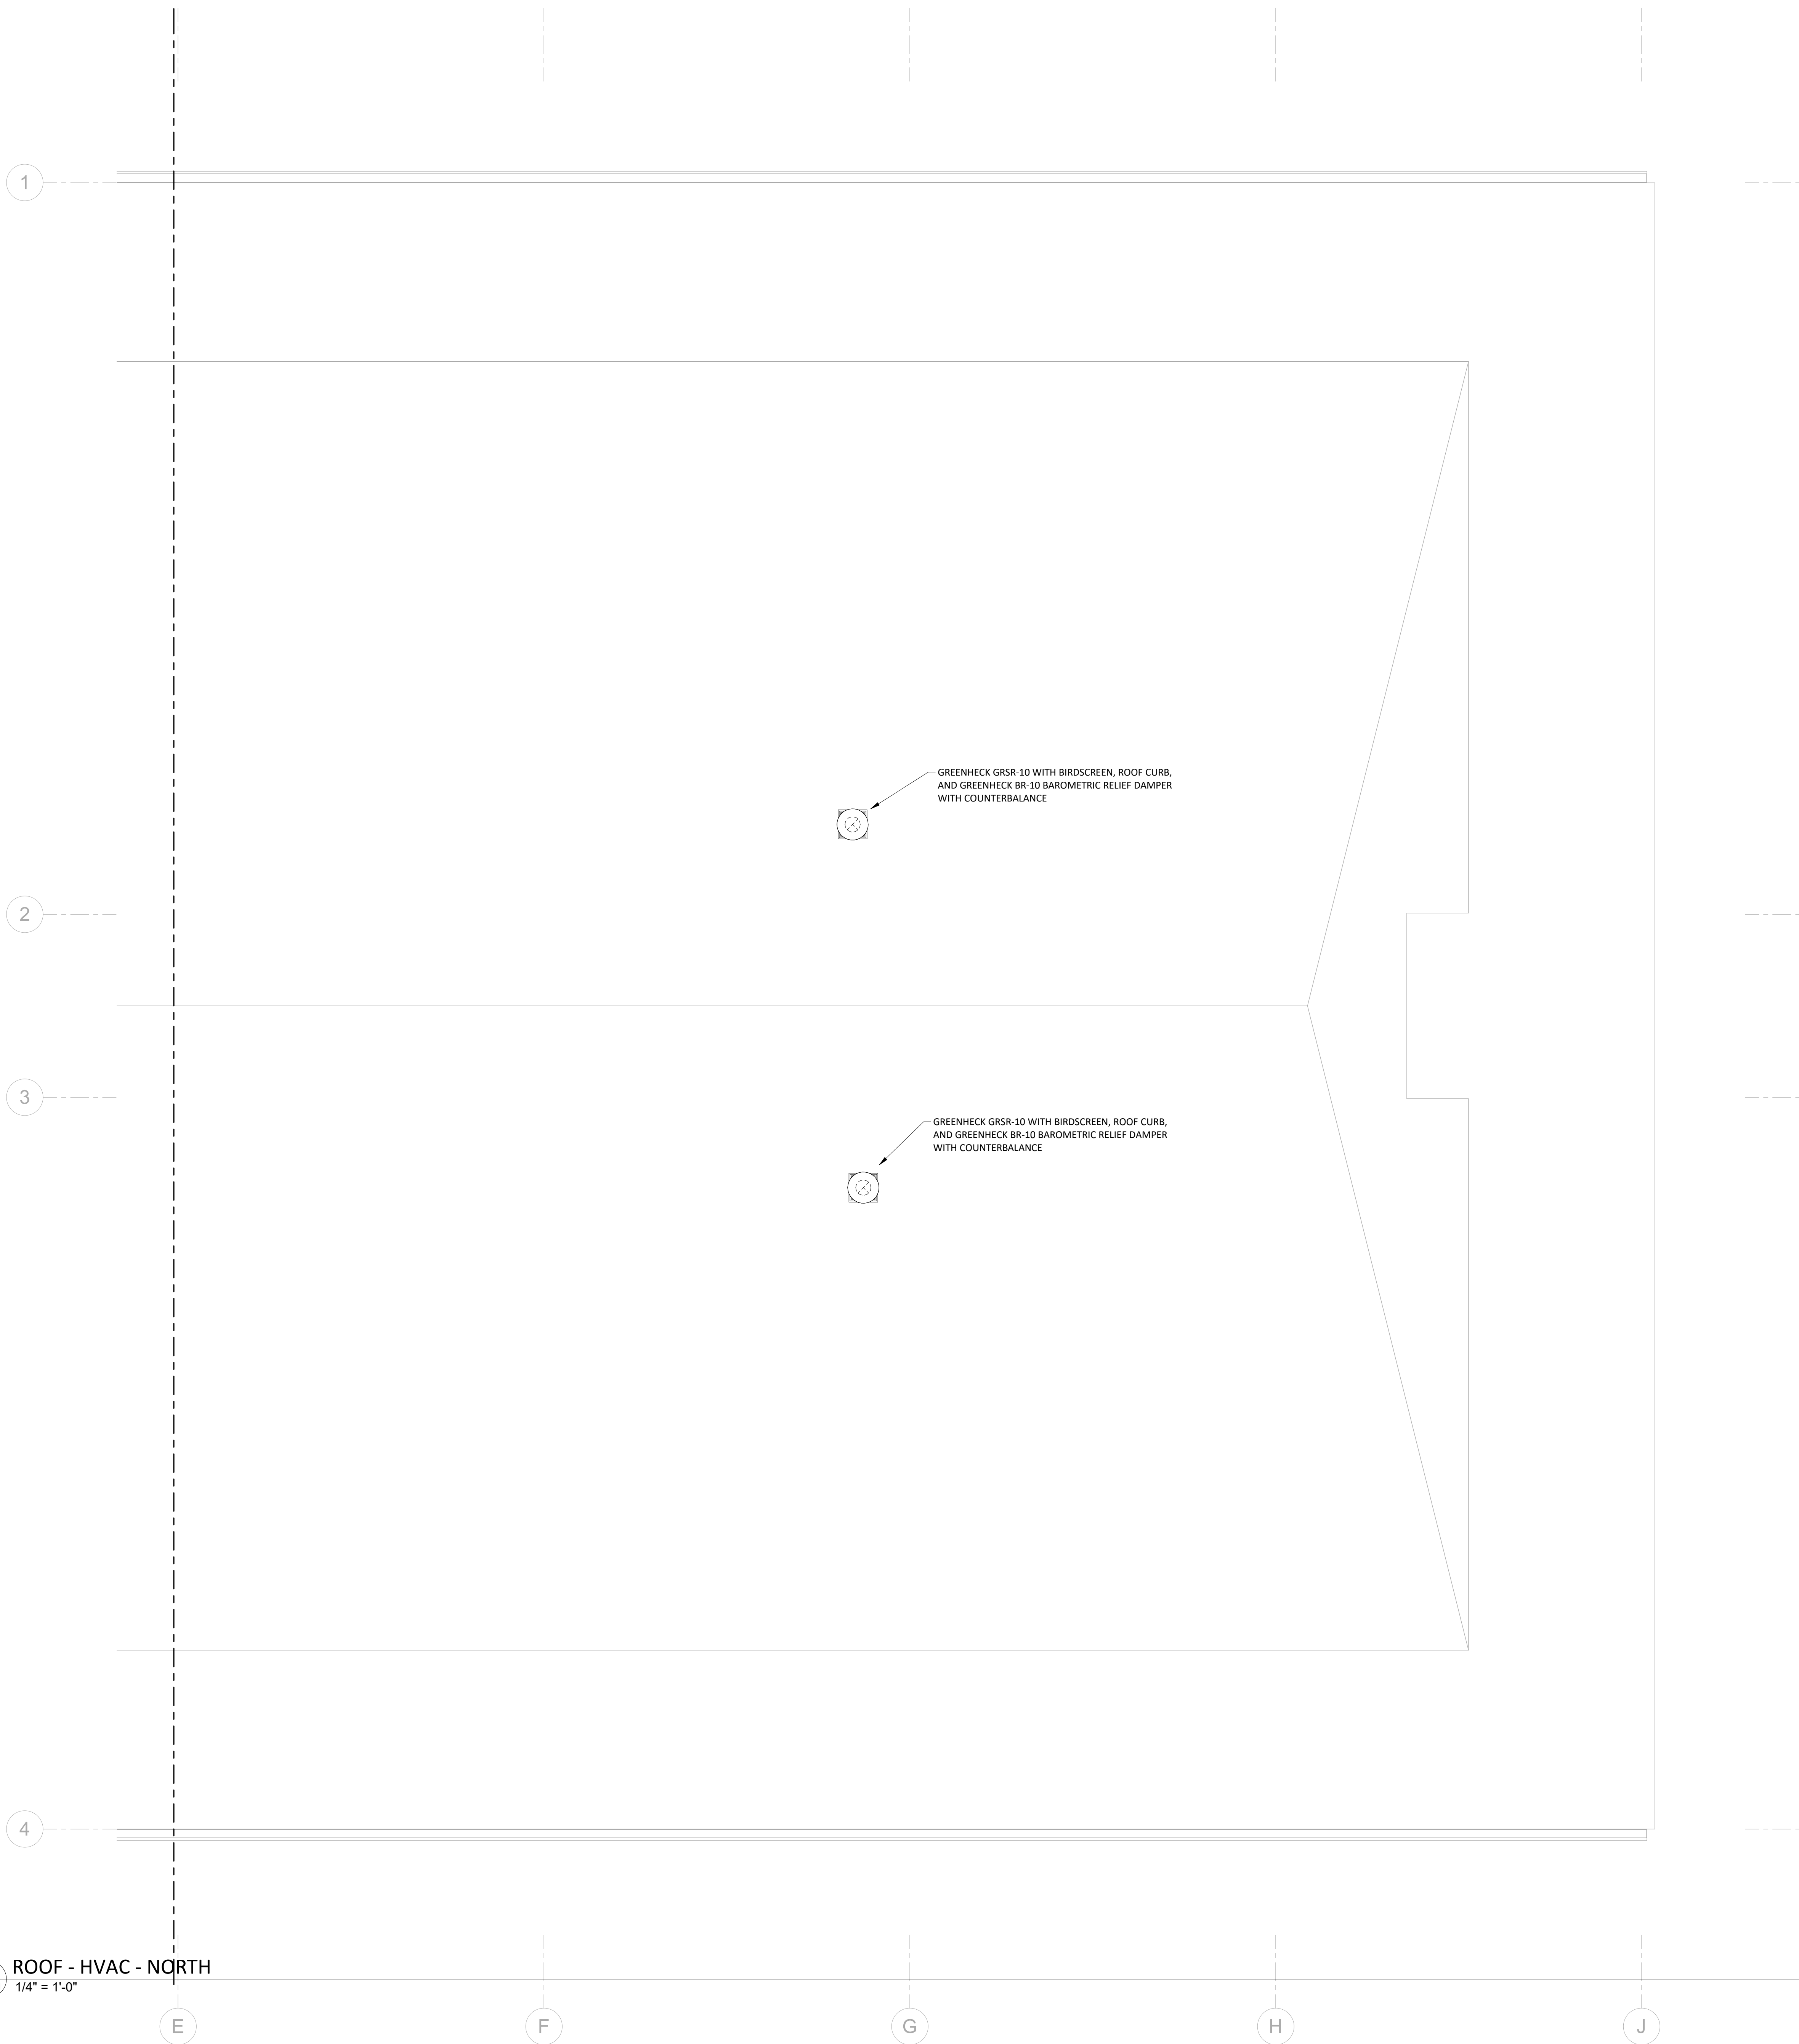 1
GREENHECK GRSR-10 WITH BIRDSCREEN, ROOF CURB,
AND GREENHECK BR-10 BAROMETRIC RELIEF DAMPER
WITH COUNTERBALANCE
2
3
GREENHECK GRSR-10 WITH BIRDSCREEN, ROOF CURB,
AND GREENHECK BR-10 BAROMETRIC RELIEF DAMPER
WITH COUNTERBALANCE
4
ROOF - HVAC - NORTH
1/4" = 1'-0"
E F G H J